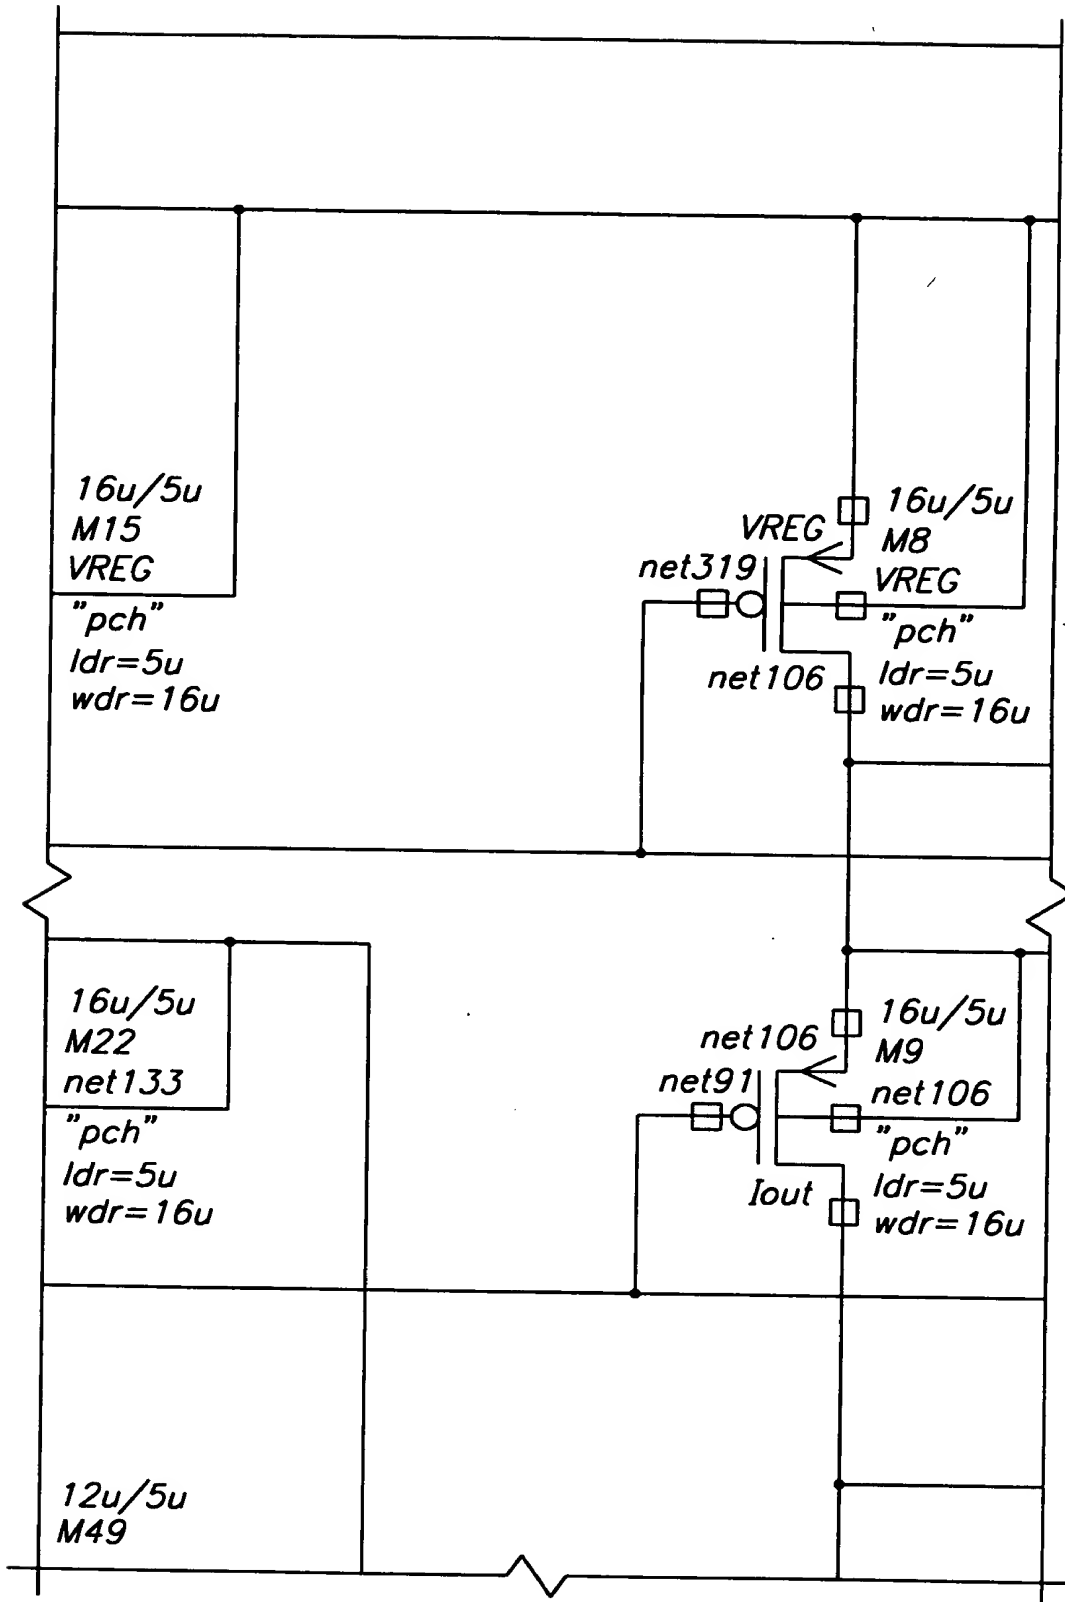 16u/5u
M15
VREG
"pch"
ldr=5u
wdr=16u
VREG
net319
net106
16u/5u
M8
VREG
"pch"
ldr=5u
wdr=16u
16u/5u
M22
net133
"pch"
ldr=5u
wdr=16u
net106
net91
Iout
16u/5u
M9
net106
"pch"
ldr=5u
wdr=16u
12u/5u
M49